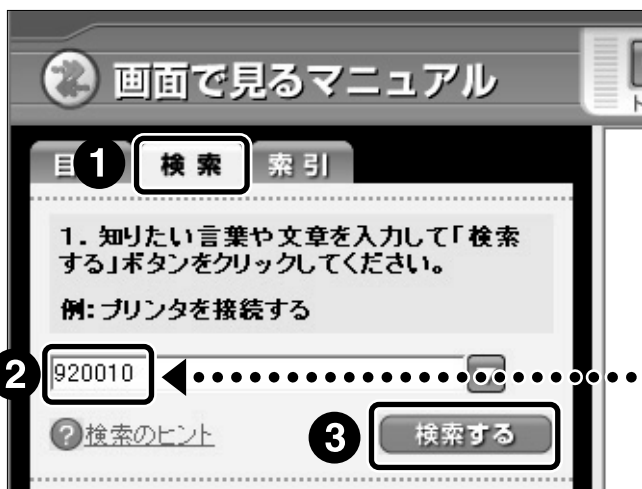 画面で見るマニュアル
ト
目
1
検索
索引
1. 知りたい言葉や文章を入力して「検索
する」ボタンをクリックしてください。
例:プリンタを接続する
2
920010
?検索のヒント
3
検索する